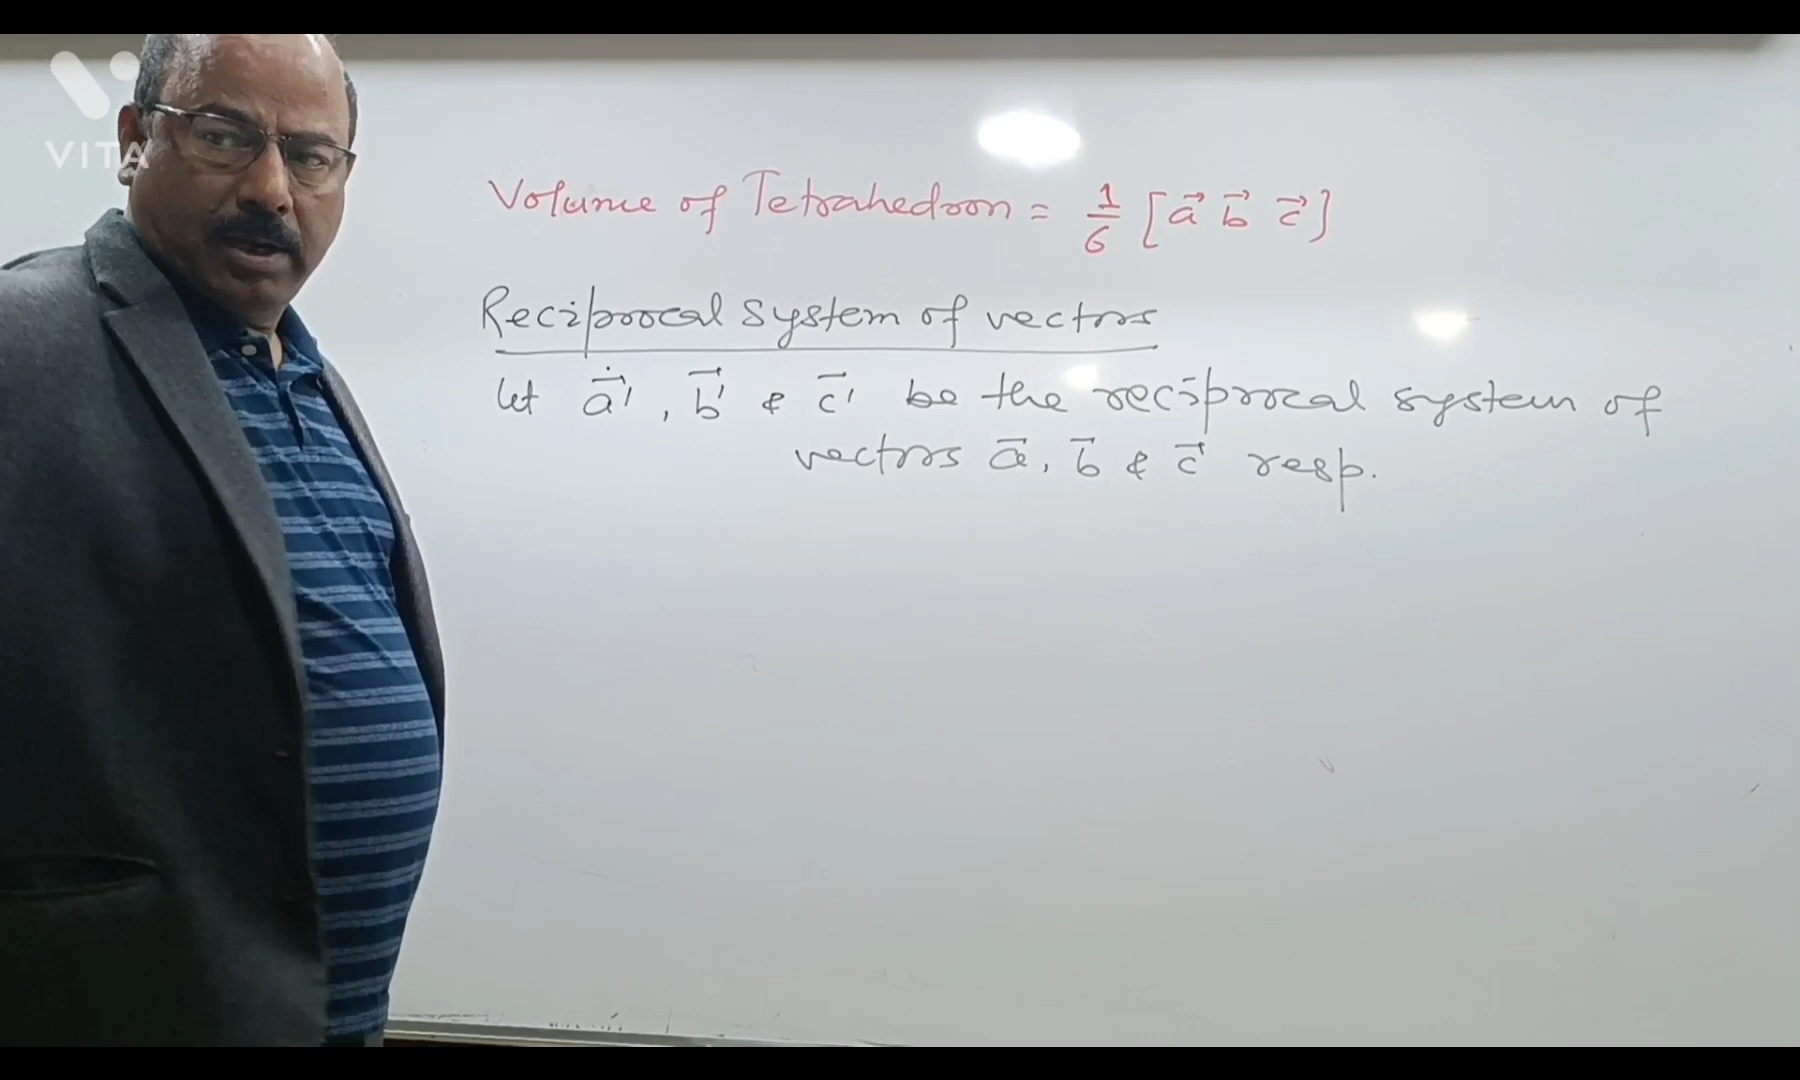 VITA
Volume of Tetrahedron = 1/6 [a⃗ b⃗ c⃗]
Reciprocal system of vectors
let a⃗', b⃗' & c⃗' be the reciprocal system of
vectors a⃗, b⃗ & c⃗ resp.